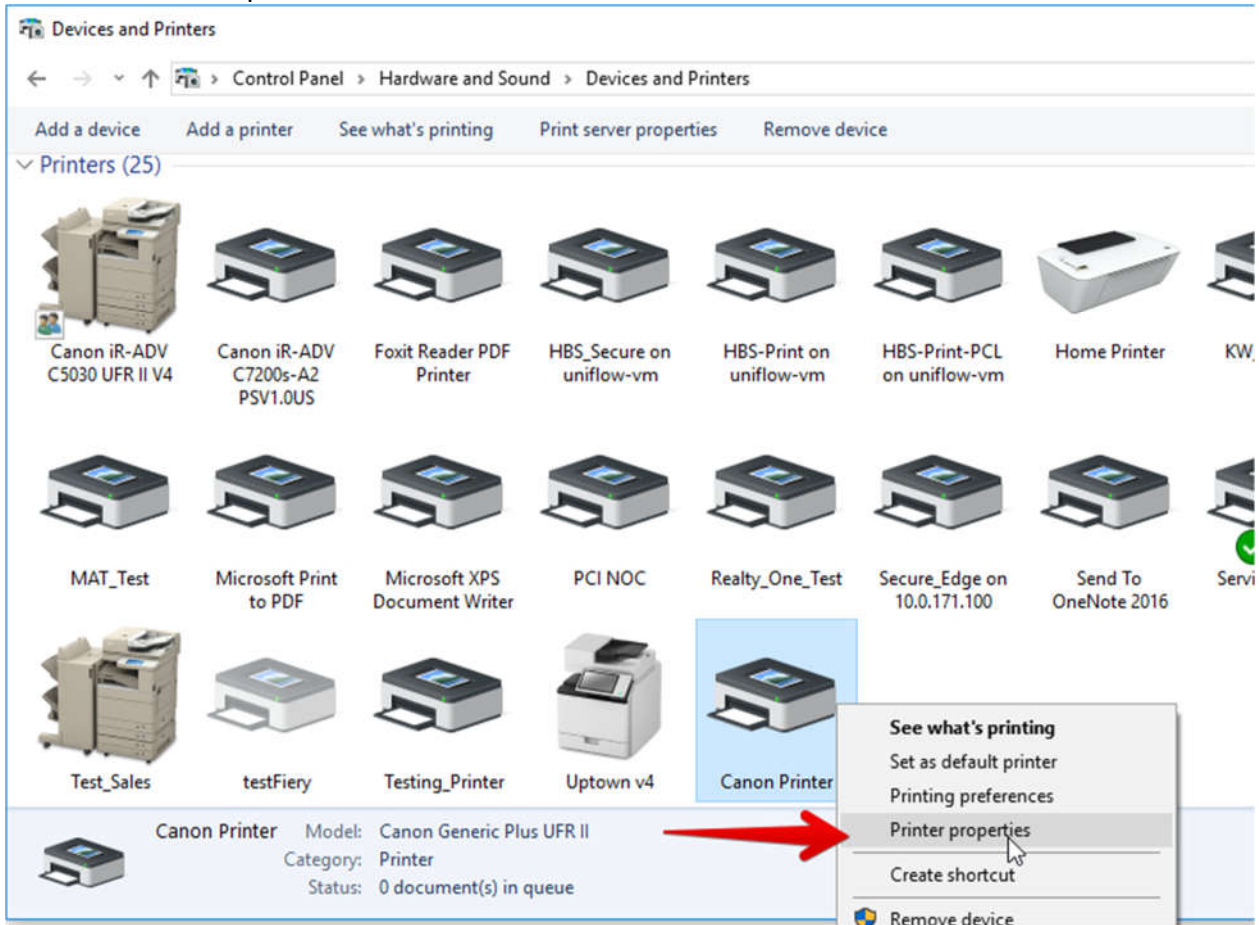 Devices and Printers
Control Panel > Hardware and Sound > Devices and Printers
Add a device Add a printer See what's printing Print server properties Remove device
Printers (25)
Canon iR-ADV
C5030 UFR II V4
Canon iR-ADV
C7200s-A2
PSV1.0US
Foxit Reader PDF
Printer
HBS_Secure on
uniflow-vm
HBS-Print on
uniflow-vm
HBS-Print-PCL
on uniflow-vm
Home Printer
KW_
MAT_Test
Microsoft Print
to PDF
Microsoft XPS
Document Writer
PCI NOC
Realty_One_Test
Secure_Edge on
10.0.171.100
Send To
OneNote 2016
Servi
Test_Sales
testFiery
Testing_Printer
Uptown v4
Canon Printer
See what's printing
Set as default printer
Printing preferences
Printer properties
Create shortcut
Remove device
Canon Printer Model: Canon Generic Plus UFR II
Category: Printer
Status: 0 document(s) in queue